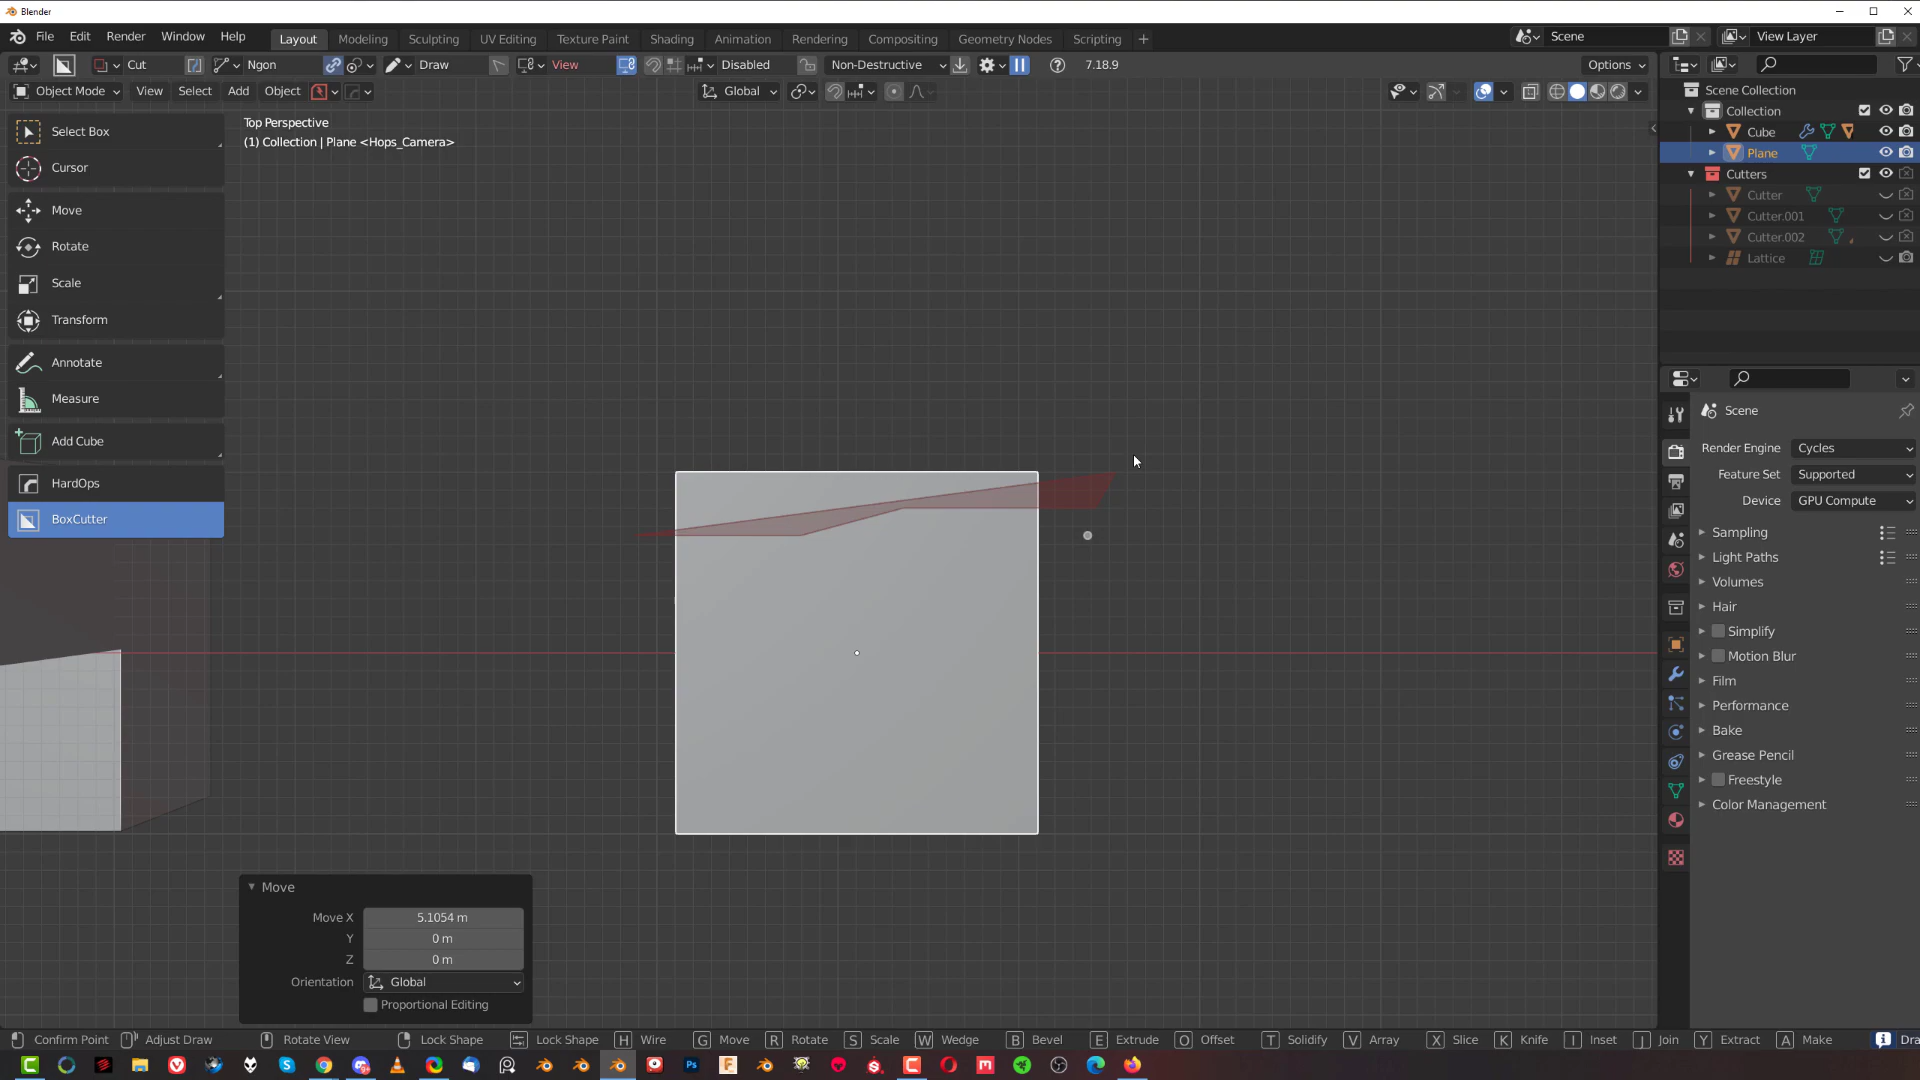 Blender
File Edit Render Window Help Layout Modeling Sculpting UV Editing Texture Paint Shading Animation Rendering Compositing Geometry Nodes Scripting + Scene View Layer
Cut Ngon Draw View Disabled Non-Destructive 7.18.9 Options
Object Mode View Select Add Object Global
Scene Collection
Collection
Cube
Plane
Cutters
Cutter
Cutter.001
Cutter.002
Lattice
Top Perspective
(1) Collection | Plane <Hops_Camera>
Select Box
Cursor
Move
Rotate
Scale
Transform
Annotate
Measure
Add Cube
HardOps
BoxCutter
Scene
Render Engine Cycles
Feature Set Supported
Device GPU Compute
Sampling
Light Paths
Volumes
Hair
Simplify
Motion Blur
Film
Performance
Bake
Grease Pencil
Freestyle
Color Management
Move
Move X 5.1054 m
Y 0 m
Z 0 m
Orientation Global
Proportional Editing
Confirm Point Adjust Draw Rotate View Lock Shape Lock Shape H Wire G Move R Rotate S Scale W Wedge B Bevel E Extrude O Offset T Solidify V Array X Slice K Knife I Inset J Join Y Extract A Make Dra